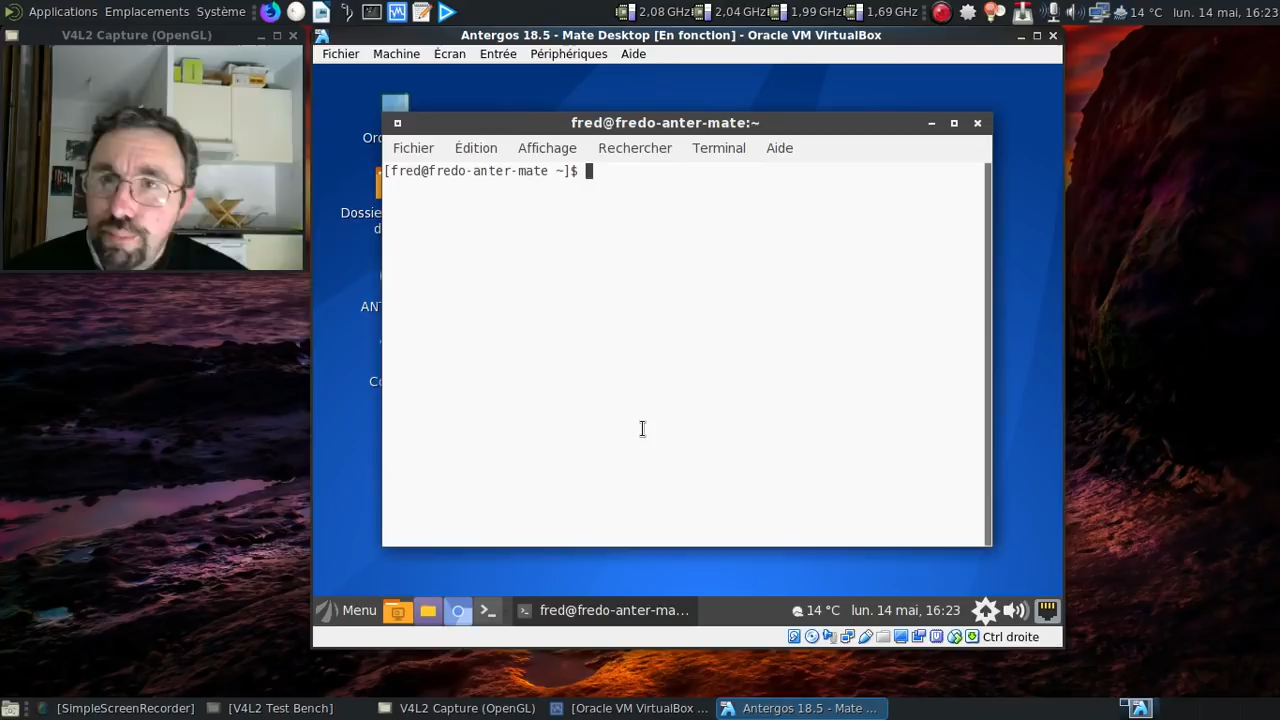 Applications Emplacements Système
2,08 GHz 2,04 GHz 1,99 GHz 1,69 GHz
14 °C lun. 14 mai, 16:23
V4L2 Capture (OpenGL)
Antergos 18.5 - Mate Desktop [En fonction] - Oracle VM VirtualBox
Fichier Machine Écran Entrée Périphériques Aide
fred@fredo-anter-mate:~
Fichier Édition Affichage Rechercher Terminal Aide
[fred@fredo-anter-mate ~]$
Dossie
Menu fred@fredo-anter-ma... 14 °C lun. 14 mai, 16:23
Ctrl droite
[SimpleScreenRecorder] [V4L2 Test Bench] V4L2 Capture (OpenGL) [Oracle VM VirtualBox ... Antergos 18.5 - Mate ...